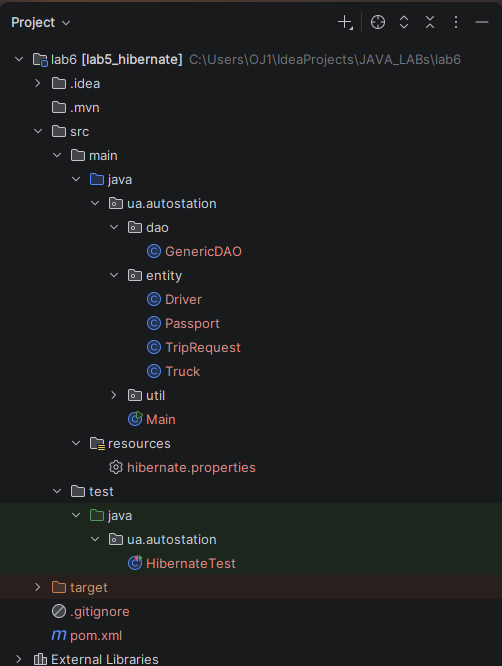 Project
lab6 [lab5_hibernate] C:\Users\OJ1\IdeaProjects\JAVA_LABs\lab6
.idea
.mvn
src
main
java
ua.autostation
dao
GenericDAO
entity
Driver
Passport
TripRequest
Truck
util
Main
resources
hibernate.properties
test
java
ua.autostation
HibernateTest
target
.gitignore
pom.xml
External Libraries